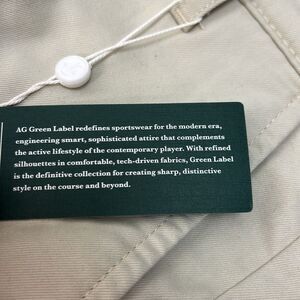 AG Green Label redefines sportswear for the modern era,
engineering smart, sophisticated attire that complements
the active lifestyle of the contemporary player. With refined
silhouettes in comfortable, tech-driven fabrics, Green Label
is the definitive collection for creating sharp, distinctive
style on the course and beyond.